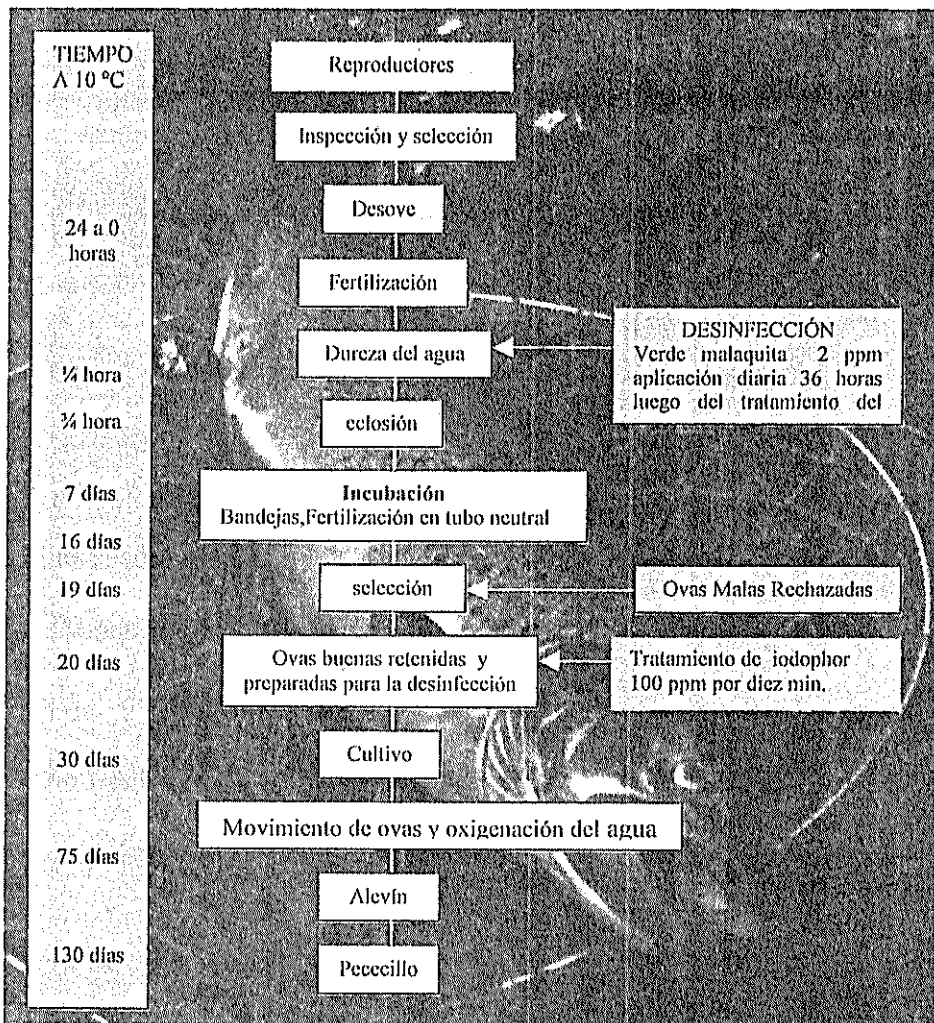 TIEMPO
A 10 ºC
24 a 0
horas
¼ hora
¾ hora
7 días
16 días
19 días
20 días
30 días
75 días
130 días
Reproductores
Inspección y selección
Desove
Fertilización
Dureza del agua
eclosión
Incubación
Bandejas,Fertilización en tubo neutral
selección
Ovas buenas retenidas y
preparadas para la desinfección
Cultivo
Movimiento de ovas y oxigenación del agua
Alevín
Pececillo
DESINFECCIÓN
Verde malaquita 2 ppm
aplicación diaria 36 horas
luego del tratamiento del
Ovas Malas Rechazadas
Tratamiento de iodophor
100 ppm por diez min.